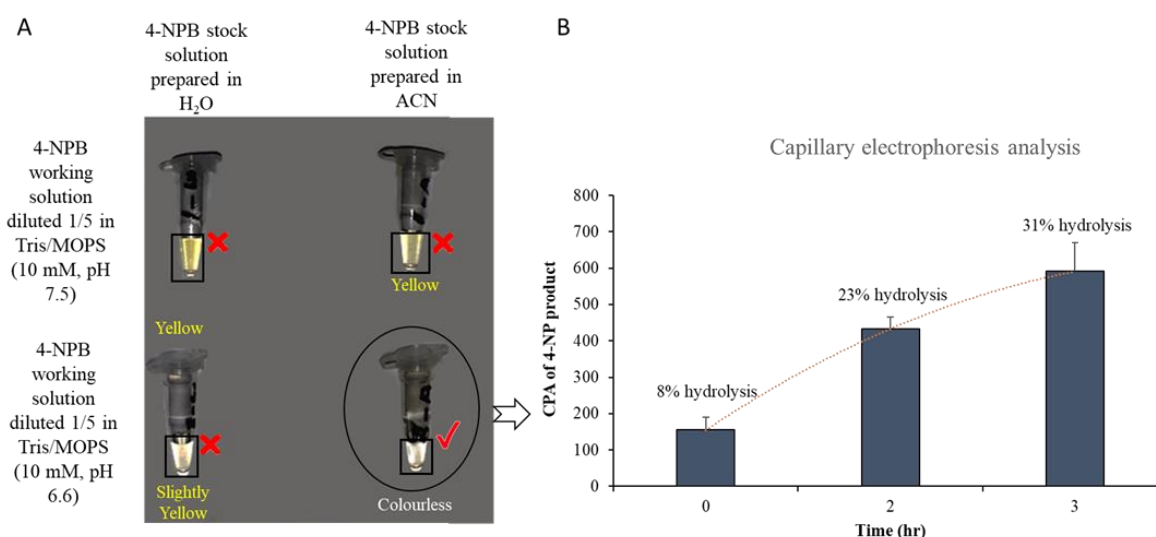 A
4-NPB stock
solution
prepared in
H₂O
4-NPB stock
solution
prepared in
ACN
4-NPB
working
solution
diluted 1/5 in
Tris/MOPS
(10 mM, pH
7.5)
Yellow
Yellow
4-NPB
working
solution
diluted 1/5 in
Tris/MOPS
(10 mM, pH
6.6)
Slightly
Yellow
Colourless
B
Capillary electrophoresis analysis
CPA of 4-NP product
800
700
600
500
400
300
200
100
0
8% hydrolysis
23% hydrolysis
31% hydrolysis
0
2
3
Time (hr)